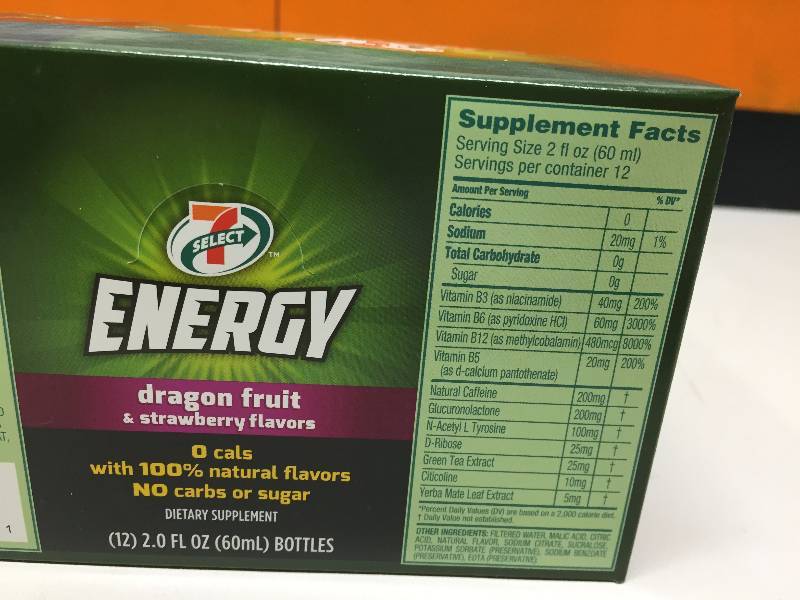 7
SELECT
TM
ENERGY
dragon fruit
& strawberry flavors
0 cals
with 100% natural flavors
NO carbs or sugar
DIETARY SUPPLEMENT
(12) 2.0 FL OZ (60mL) BOTTLES
1
Supplement Facts
Serving Size 2 fl oz (60 ml)
Servings per container 12
Amount Per Serving % DV*
Calories 0
Sodium 20mg 1%
Total Carbohydrate 0g
Sugar 0g
Vitamin B3 (as niacinamide) 40mg 200%
Vitamin B6 (as pyridoxine HCl) 60mg 3000%
Vitamin B12 (as methylcobalamin) 480mcg 8000%
Vitamin B5 20mg 200%
(as d-calcium pantothenate)
Natural Caffeine 200mg †
Glucuronolactone 200mg †
N-Acetyl L Tyrosine 100mg †
D-Ribose 25mg †
Green Tea Extract 25mg †
Citicoline 10mg †
Yerba Mate Leaf Extract 5mg †
*Percent Daily Values (DV) are based on a 2,000 calorie diet.
† Daily Value not established.
OTHER INGREDIENTS: FILTERED WATER, MALIC ACID, CITRIC
ACID, NATURAL FLAVOR, SODIUM CITRATE, SUCRALOSE,
POTASSIUM SORBATE (PRESERVATIVE), SODIUM BENZOATE
(PRESERVATIVE), EDTA (PRESERVATIVE)